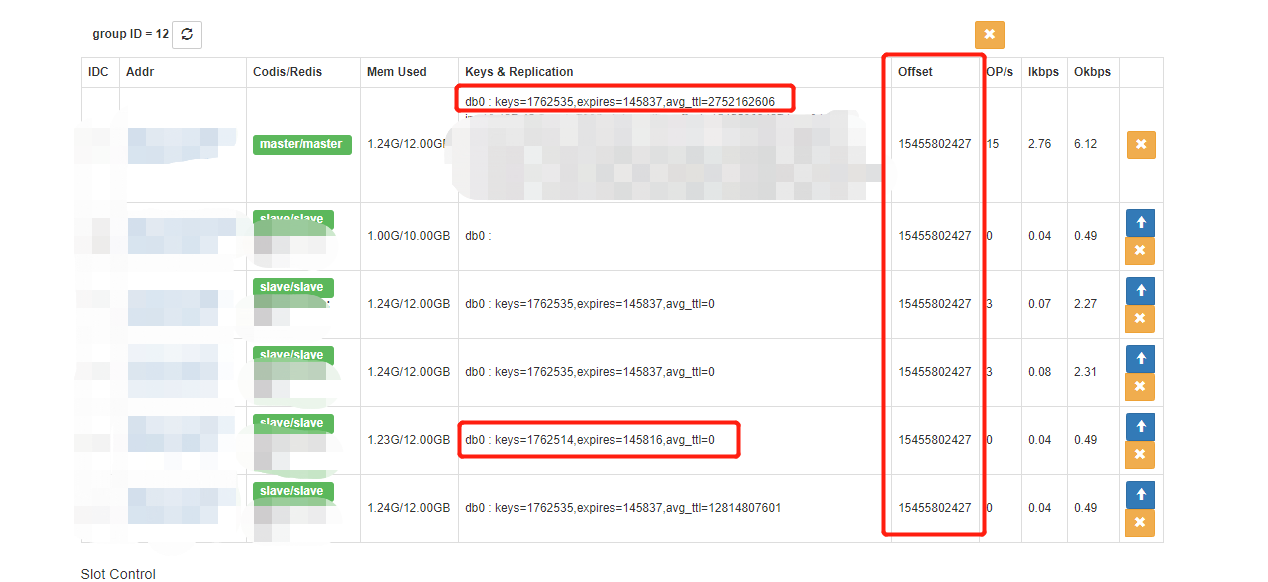 group ID = 12
IDC Addr Codis/Redis Mem Used Keys & Replication Offset OP/s Ikbps Okbps
db0 : keys=1762535,expires=145837,avg_ttl=2752162606
master/master 1.24G/12.00GB 15455802427 15 2.76 6.12
slave/slave
1.00G/10.00GB db0 : 15455802427 0 0.04 0.49
slave/slave
1.24G/12.00GB db0 : keys=1762535,expires=145837,avg_ttl=0 15455802427 3 0.07 2.27
slave/slave
1.24G/12.00GB db0 : keys=1762535,expires=145837,avg_ttl=0 15455802427 3 0.08 2.31
slave/slave
1.23G/12.00GB db0 : keys=1762514,expires=145816,avg_ttl=0 15455802427 0 0.04 0.49
slave/slave
1.24G/12.00GB db0 : keys=1762535,expires=145837,avg_ttl=12814807601 15455802427 0 0.04 0.49
Slot Control